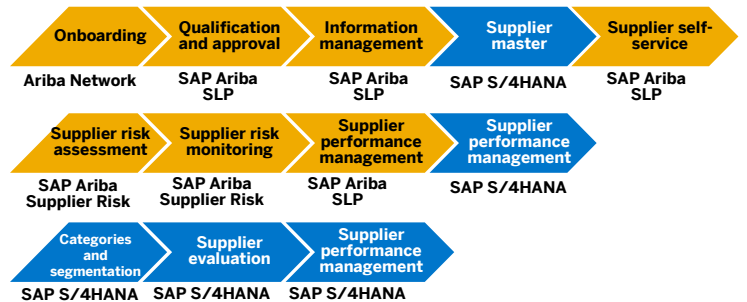 Onboarding
Qualification
and approval
Information
management
Supplier
master
Supplier self-
service
Ariba Network
SAP Ariba
SLP
SAP Ariba
SLP
SAP S/4HANA
SAP Ariba
SLP
Supplier risk
assessment
Supplier risk
monitoring
Supplier
performance
management
Supplier
performance
management
SAP Ariba
Supplier Risk
SAP Ariba
Supplier Risk
SAP Ariba
SLP
SAP S/4HANA
Categories
and
segmentation
Supplier
evaluation
Supplier
performance
management
SAP S/4HANA
SAP S/4HANA
SAP S/4HANA